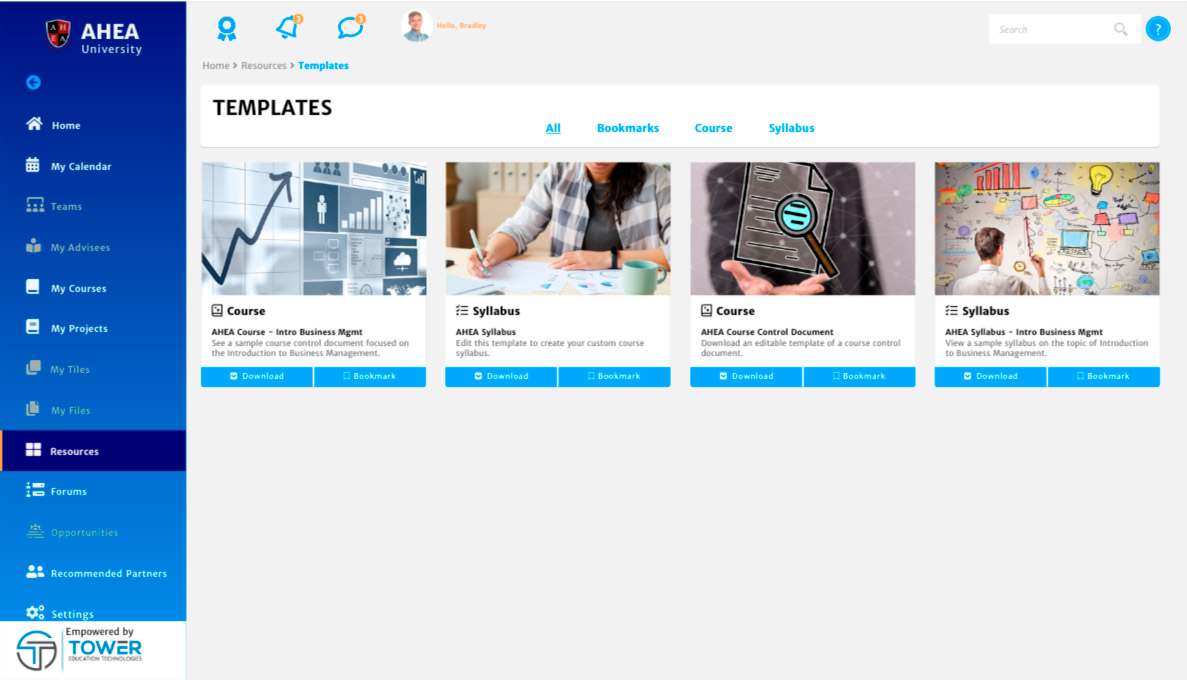 AHEA
University
A H
E A
3
3
Hello, Bradley
Search
?
Home > Resources > Templates
Home
My Calendar
Teams
My Advisees
My Courses
My Projects
My Tiles
My Files
Resources
Forums
Opportunities
Recommended Partners
Settings
Empowered by
TOWER
EDUCATION TECHNOLOGIES
TEMPLATES
All Bookmarks Course Syllabus
Course
AHEA Course - Intro Business Mgmt
See a sample course control document focused on
the Introduction to Business Management.
Download Bookmark
Syllabus
AHEA Syllabus
Edit this template to create your custom course
syllabus.
Download Bookmark
Course
AHEA Course Control Document
Download an editable template of a course control
document.
Download Bookmark
Syllabus
AHEA Syllabus - Intro Business Mgmt
View a sample syllabus on the topic of Introduction
to Business Management.
Download Bookmark